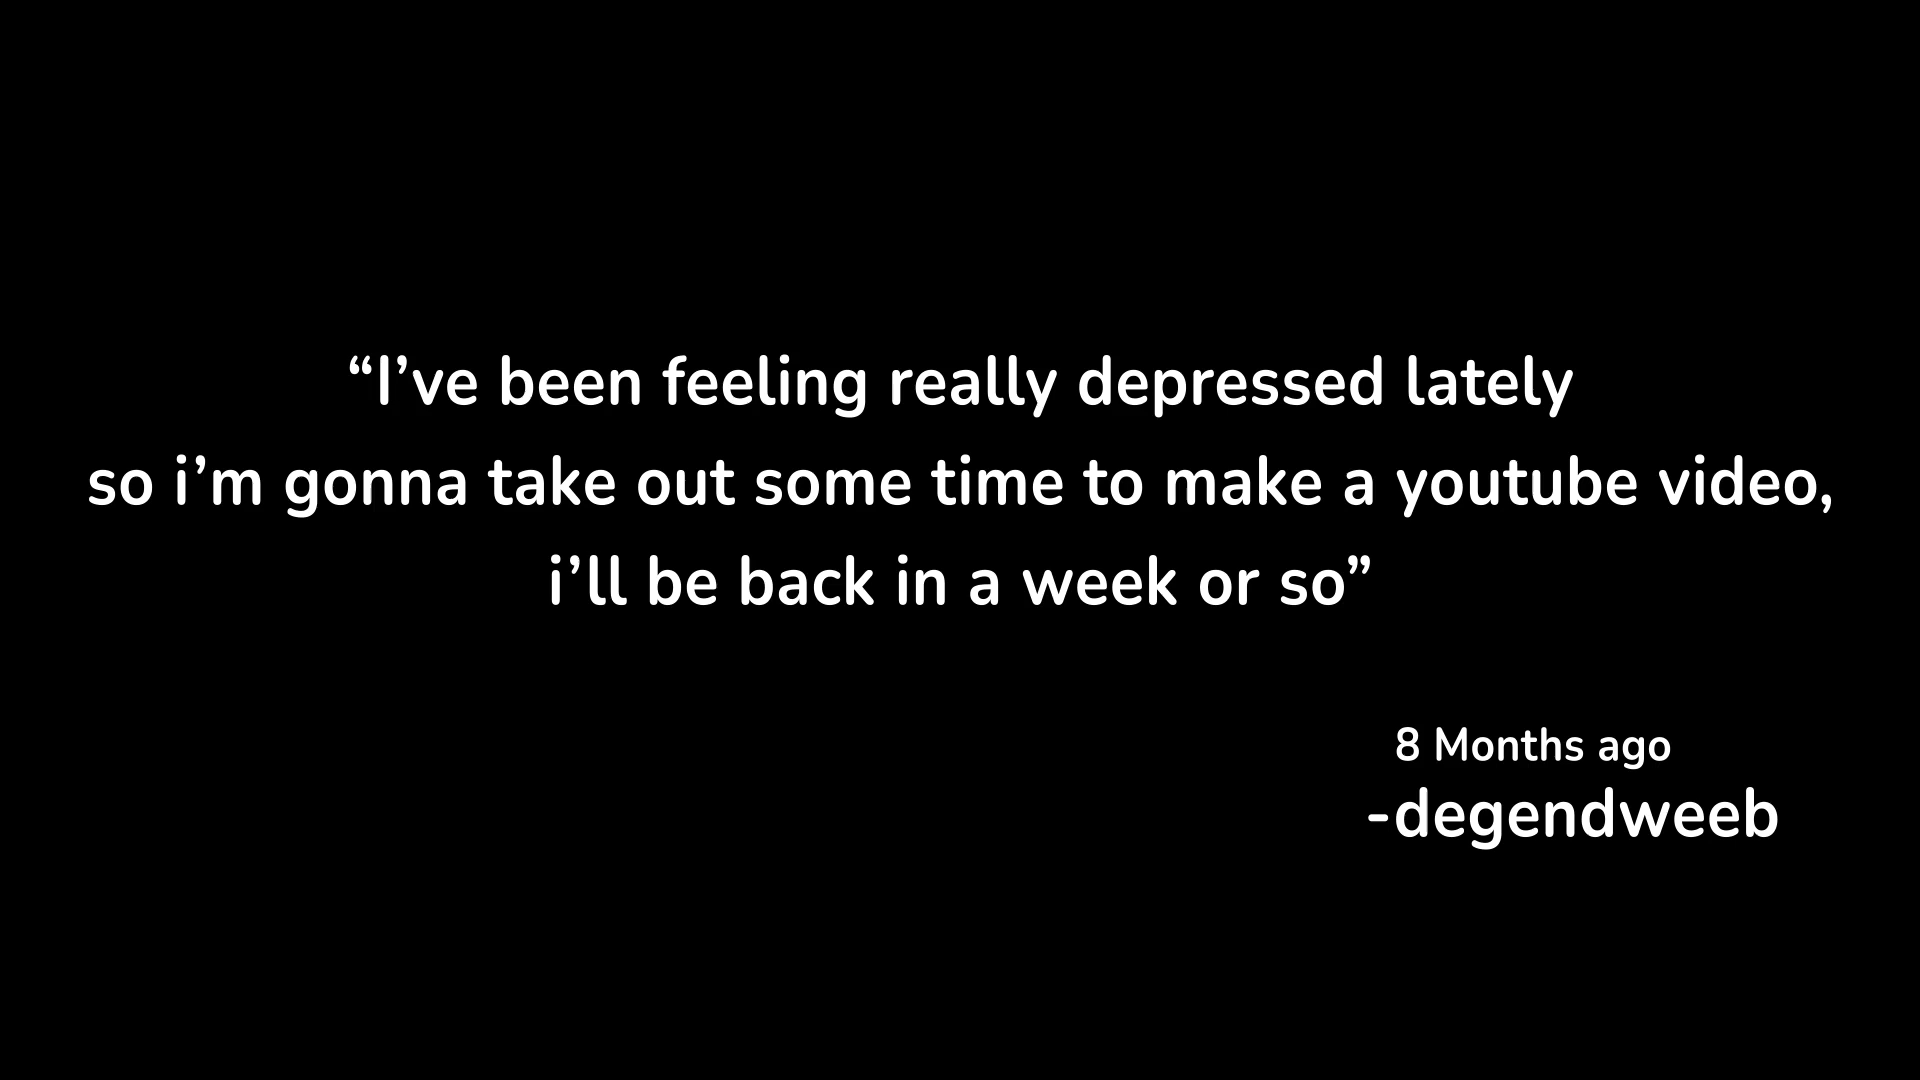 “I’ve been feeling really depressed lately
so i’m gonna take out some time to make a youtube video,
i’ll be back in a week or so”
8 Months ago
-degendweeb